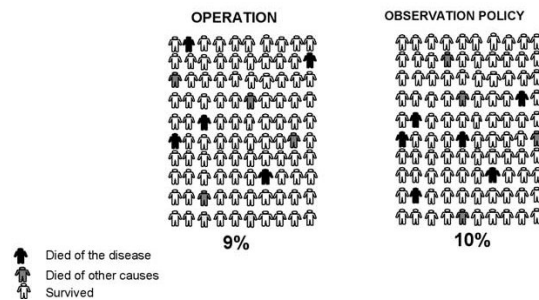 OPERATION
OBSERVATION POLICY
9%
10%
Died of the disease
Died of other causes
Survived